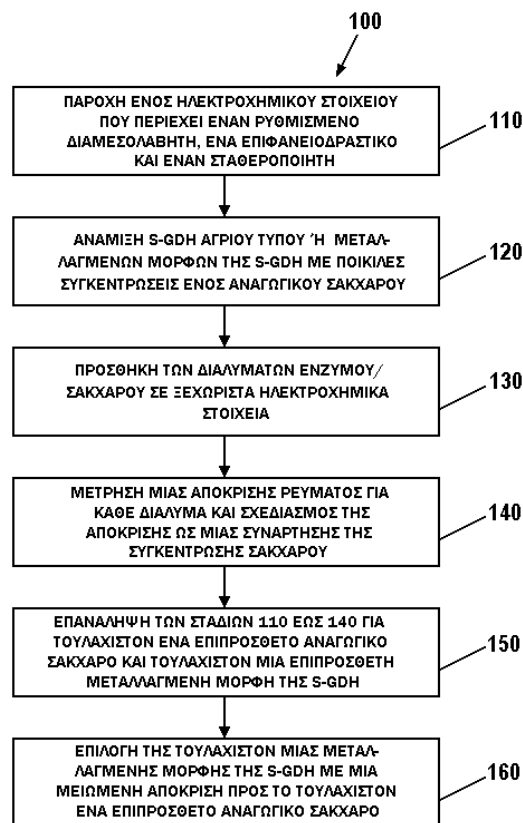 100
ΠΑΡΟΧΗ ΕΝΟΣ ΗΛΕΚΤΡΟΧΗΜΙΚΟΥ ΣΤΟΙΧΕΙΟΥ
ΠΟΥ ΠΕΡΙΕΧΕΙ ΕΝΑΝ ΡΥΘΜΙΣΜΕΝΟ
ΔΙΑΜΕΣΟΛΑΒΗΤΗ, ΕΝΑ ΕΠΙΦΑΝΕΙΟΔΡΑΣΤΙΚΟ
ΚΑΙ ΕΝΑΝ ΣΤΑΘΕΡΟΠΟΙΗΤΗ
110
ΑΝΑΜΙΞΗ S-GDH ΑΓΡΙΟΥ ΤΥΠΟΥ Ή ΜΕΤΑΛ-
ΛΑΓΜΕΝΩΝ ΜΟΡΦΩΝ ΤΗΣ S-GDH ΜΕ ΠΟΙΚΙΛΕΣ
ΣΥΓΚΕΝΤΡΩΣΕΙΣ ΕΝΟΣ ΑΝΑΓΩΓΙΚΟΥ ΣΑΚΧΑΡΟΥ
120
ΠΡΟΣΘΗΚΗ ΤΩΝ ΔΙΑΛΥΜΑΤΩΝ ΕΝΖΥΜΟΥ/
ΣΑΚΧΑΡΟΥ ΣΕ ΞΕΧΩΡΙΣΤΑ ΗΛΕΚΤΡΟΧΗΜΙΚΑ
ΣΤΟΙΧΕΙΑ
130
ΜΕΤΡΗΣΗ ΜΙΑΣ ΑΠΟΚΡΙΣΗΣ ΡΕΥΜΑΤΟΣ ΓΙΑ
ΚΑΘΕ ΔΙΑΛΥΜΑ ΚΑΙ ΣΧΕΔΙΑΣΜΟΣ ΤΗΣ
ΑΠΟΚΡΙΣΗΣ ΩΣ ΜΙΑΣ ΣΥΝΑΡΤΗΣΗΣ ΤΗΣ
ΣΥΓΚΕΝΤΡΩΣΗΣ ΣΑΚΧΑΡΟΥ
140
ΕΠΑΝΑΛΗΨΗ ΤΩΝ ΣΤΑΔΙΩΝ 110 ΕΩΣ 140 ΓΙΑ
ΤΟΥΛΑΧΙΣΤΟΝ ΕΝΑ ΕΠΙΠΡΟΣΘΕΤΟ ΑΝΑΓΩΓΙΚΟ
ΣΑΚΧΑΡΟ ΚΑΙ ΤΟΥΛΑΧΙΣΤΟΝ ΜΙΑ ΕΠΙΠΡΟΣΘΕΤΗ
ΜΕΤΑΛΛΑΓΜΕΝΗ ΜΟΡΦΗ ΤΗΣ S-GDH
150
ΕΠΙΛΟΓΗ ΤΗΣ ΤΟΥΛΑΧΙΣΤΟΝ ΜΙΑΣ ΜΕΤΑΛ-
ΛΑΓΜΕΝΗΣ ΜΟΡΦΗΣ ΤΗΣ S-GDH ΜΕ ΜΙΑ
ΜΕΙΩΜΕΝΗ ΑΠΟΚΡΙΣΗ ΠΡΟΣ ΤΟ ΤΟΥΛΑΧΙΣΤΟΝ
ΕΝΑ ΕΠΙΠΡΟΣΘΕΤΟ ΑΝΑΓΩΓΙΚΟ ΣΑΚΧΑΡΟ
160